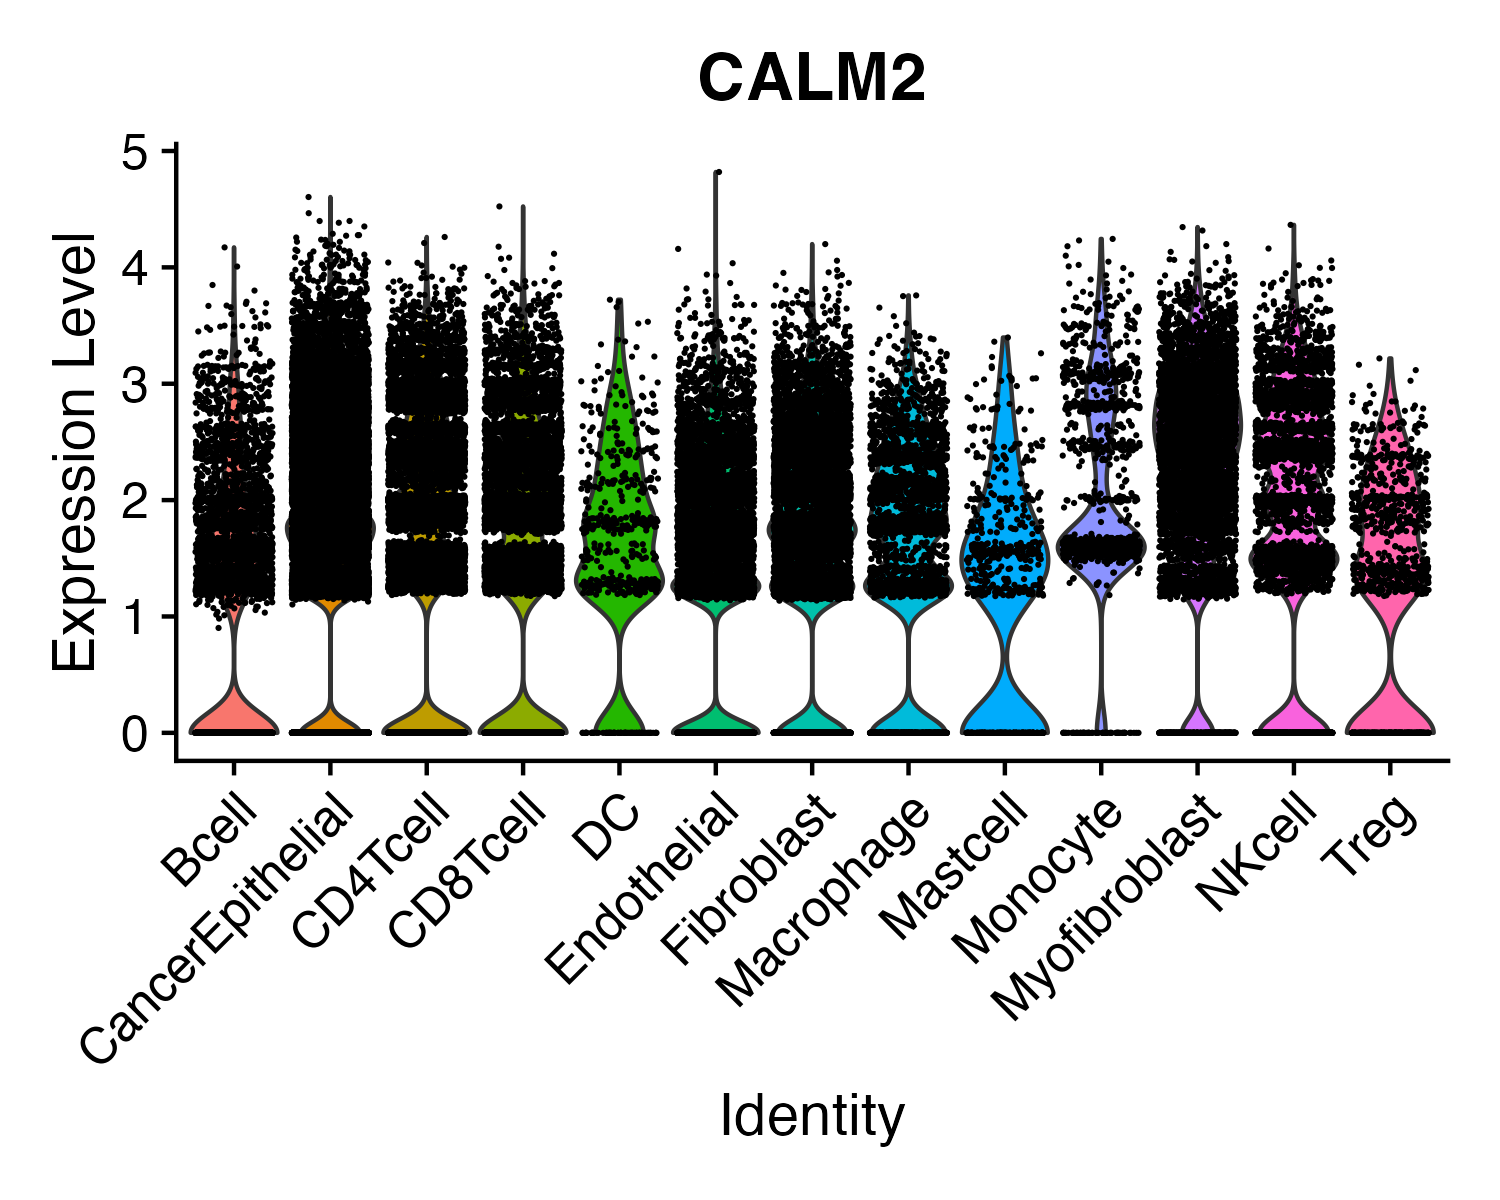 CALM2
Expression Level
5
4
3
2
1
0
Bcell
CancerEpithelial
CD4Tcell
CD8Tcell
DC
Endothelial
Fibroblast
Macrophage
Mastcell
Monocyte
Myofibroblast
NKcell
Treg
Identity